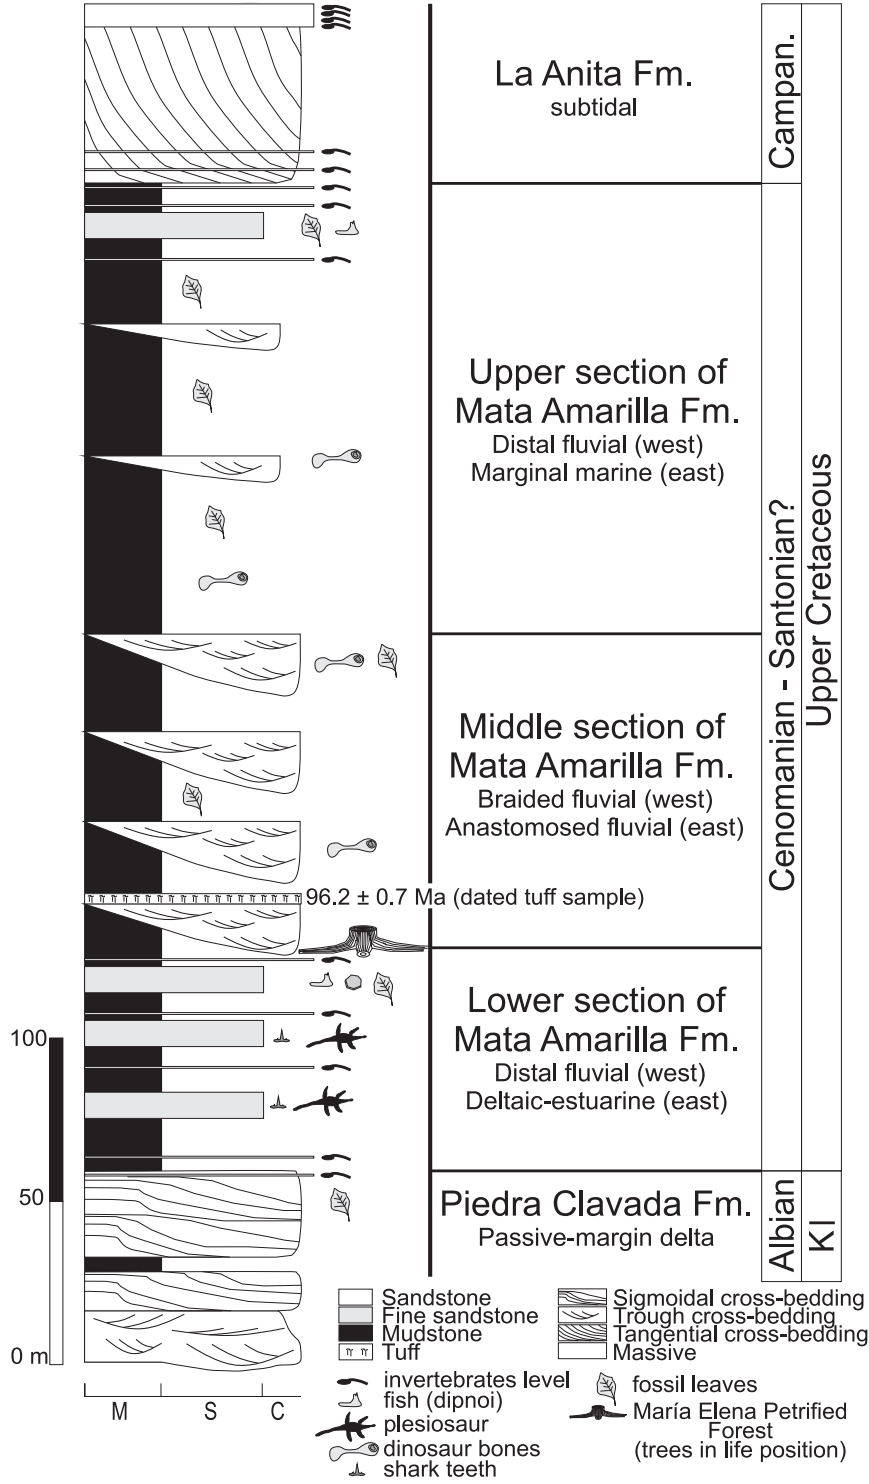 La Anita Fm.
subtidal
Campan.
Upper section of
Mata Amarilla Fm.
Distal fluvial (west)
Marginal marine (east)
Cenomanian - Santonian?
Upper Cretaceous
Middle section of
Mata Amarilla Fm.
Braided fluvial (west)
Anastomosed fluvial (east)
96.2 ± 0.7 Ma (dated tuff sample)
Lower section of
Mata Amarilla Fm.
Distal fluvial (west)
Deltaic-estuarine (east)
Piedra Clavada Fm.
Passive-margin delta
Albian
KI
100
50
0 m
M S C
Sandstone
Fine sandstone
Mudstone
Tuff
Sigmoidal cross-bedding
Trough cross-bedding
Tangential cross-bedding
Massive
invertebrates level
fish (dipnoi)
plesiosaur
dinosaur bones
shark teeth
fossil leaves
María Elena Petrified
Forest
(trees in life position)